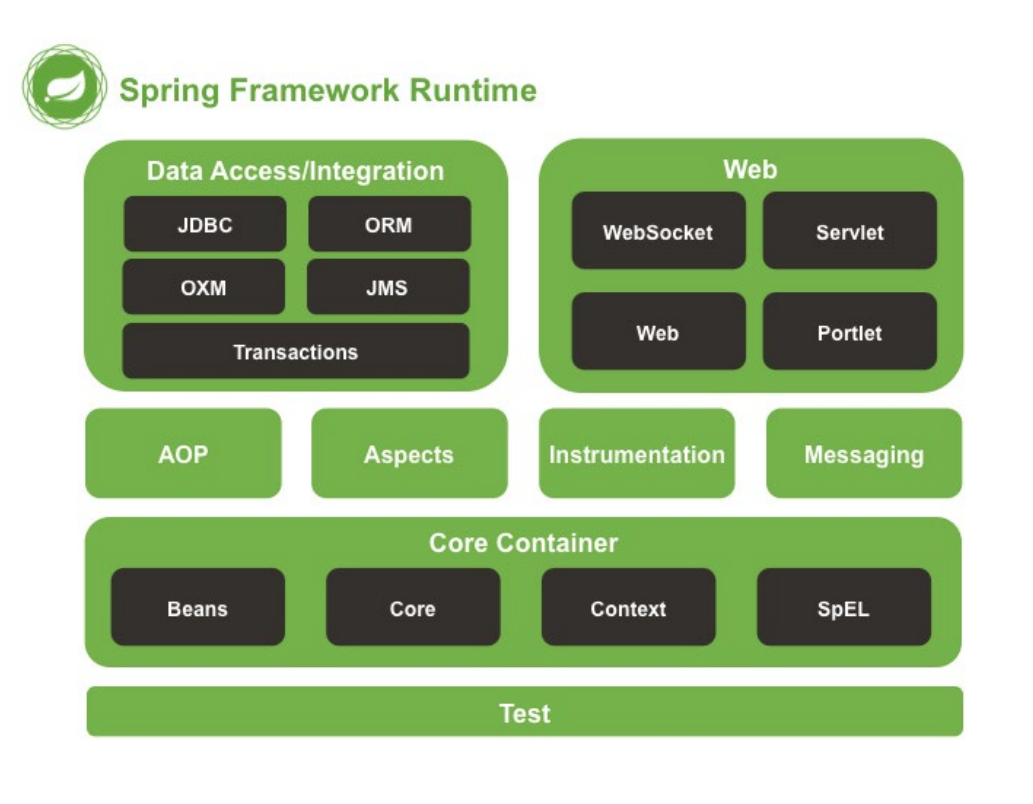 Spring Framework Runtime
Data Access/Integration
JDBC
ORM
OXM
JMS
Transactions
Web
WebSocket
Servlet
Web
Portlet
AOP
Aspects
Instrumentation
Messaging
Core Container
Beans
Core
Context
SpEL
Test